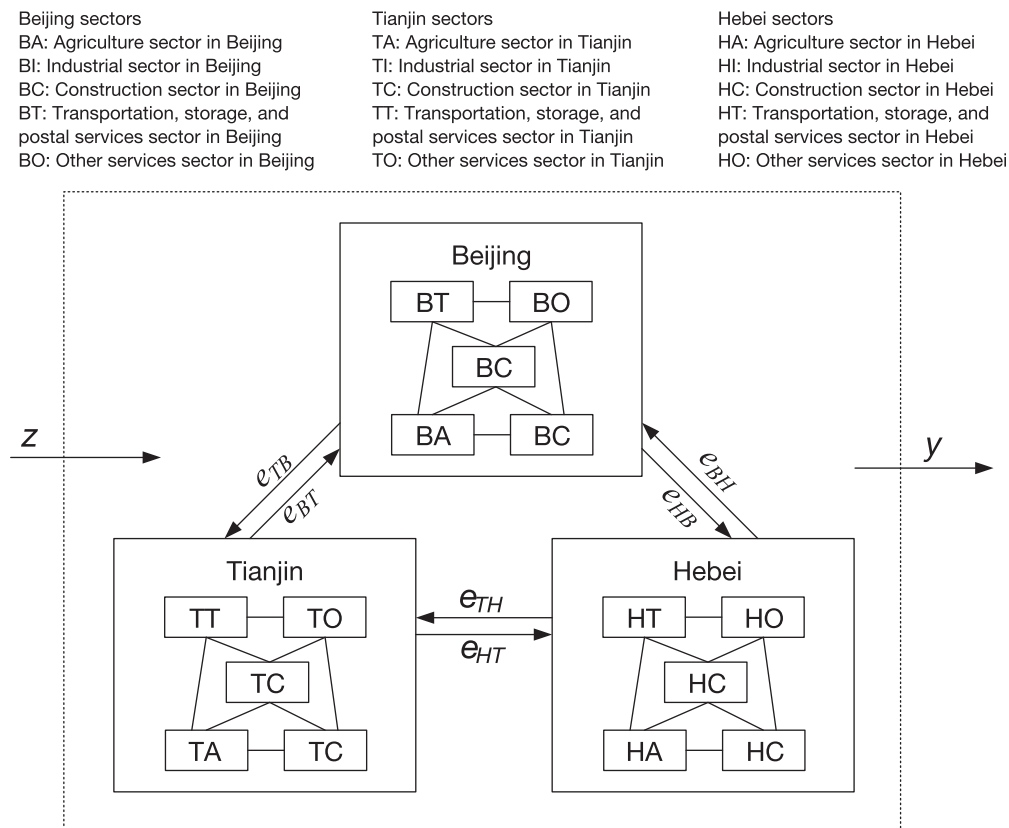 Beijing sectors
BA: Agriculture sector in Beijing
BI: Industrial sector in Beijing
BC: Construction sector in Beijing
BT: Transportation, storage, and
postal services sector in Beijing
BO: Other services sector in Beijing
Tianjin sectors
TA: Agriculture sector in Tianjin
TI: Industrial sector in Tianjin
TC: Construction sector in Tianjin
TT: Transportation, storage, and
postal services sector in Tianjin
TO: Other services sector in Tianjin
Hebei sectors
HA: Agriculture sector in Hebei
HI: Industrial sector in Hebei
HC: Construction sector in Hebei
HT: Transportation, storage, and
postal services sector in Hebei
HO: Other services sector in Hebei
Beijing
BT BO
BC
BA BC
z
y
eTB
eBT
eBH
eHB
Tianjin
TT TO
TC
TA TC
eTH
eHT
Hebei
HT HO
HC
HA HC